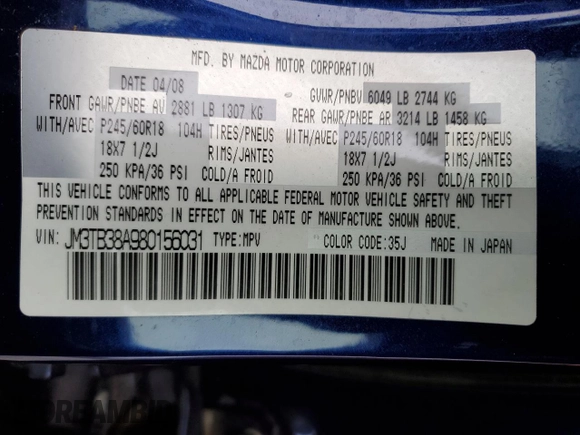 MFD. BY MAZDA MOTOR CORPORATION
DATE 04/08 GVWR/PNBV 6049 LB 2744 KG
FRONT GAWR/PNBE AV 2881 LB 1307 KG REAR GAWR/PNBE AR 3214 LB 1458 KG
WITH/AVEC P245/60R18 104H TIRES/PNEUS WITH/AVEC P245/60R18 104H TIRES/PNEUS
18X7 1/2J RIMS/JANTES 18X7 1/2J RIMS/JANTES
250 KPA/36 PSI COLD/A FROID 250 KPA/36 PSI COLD/A FROID
THIS VEHICLE CONFORMS TO ALL APPLICABLE FEDERAL MOTOR VEHICLE SAFETY AND THEFT
PREVENTION STANDARDS IN EFFECT ON THE DATE OF MANUFACTURE SHOWN ABOVE.
VIN: JM3TB38A980156031 TYPE:MPV COLOR CODE:35J MADE IN JAPAN